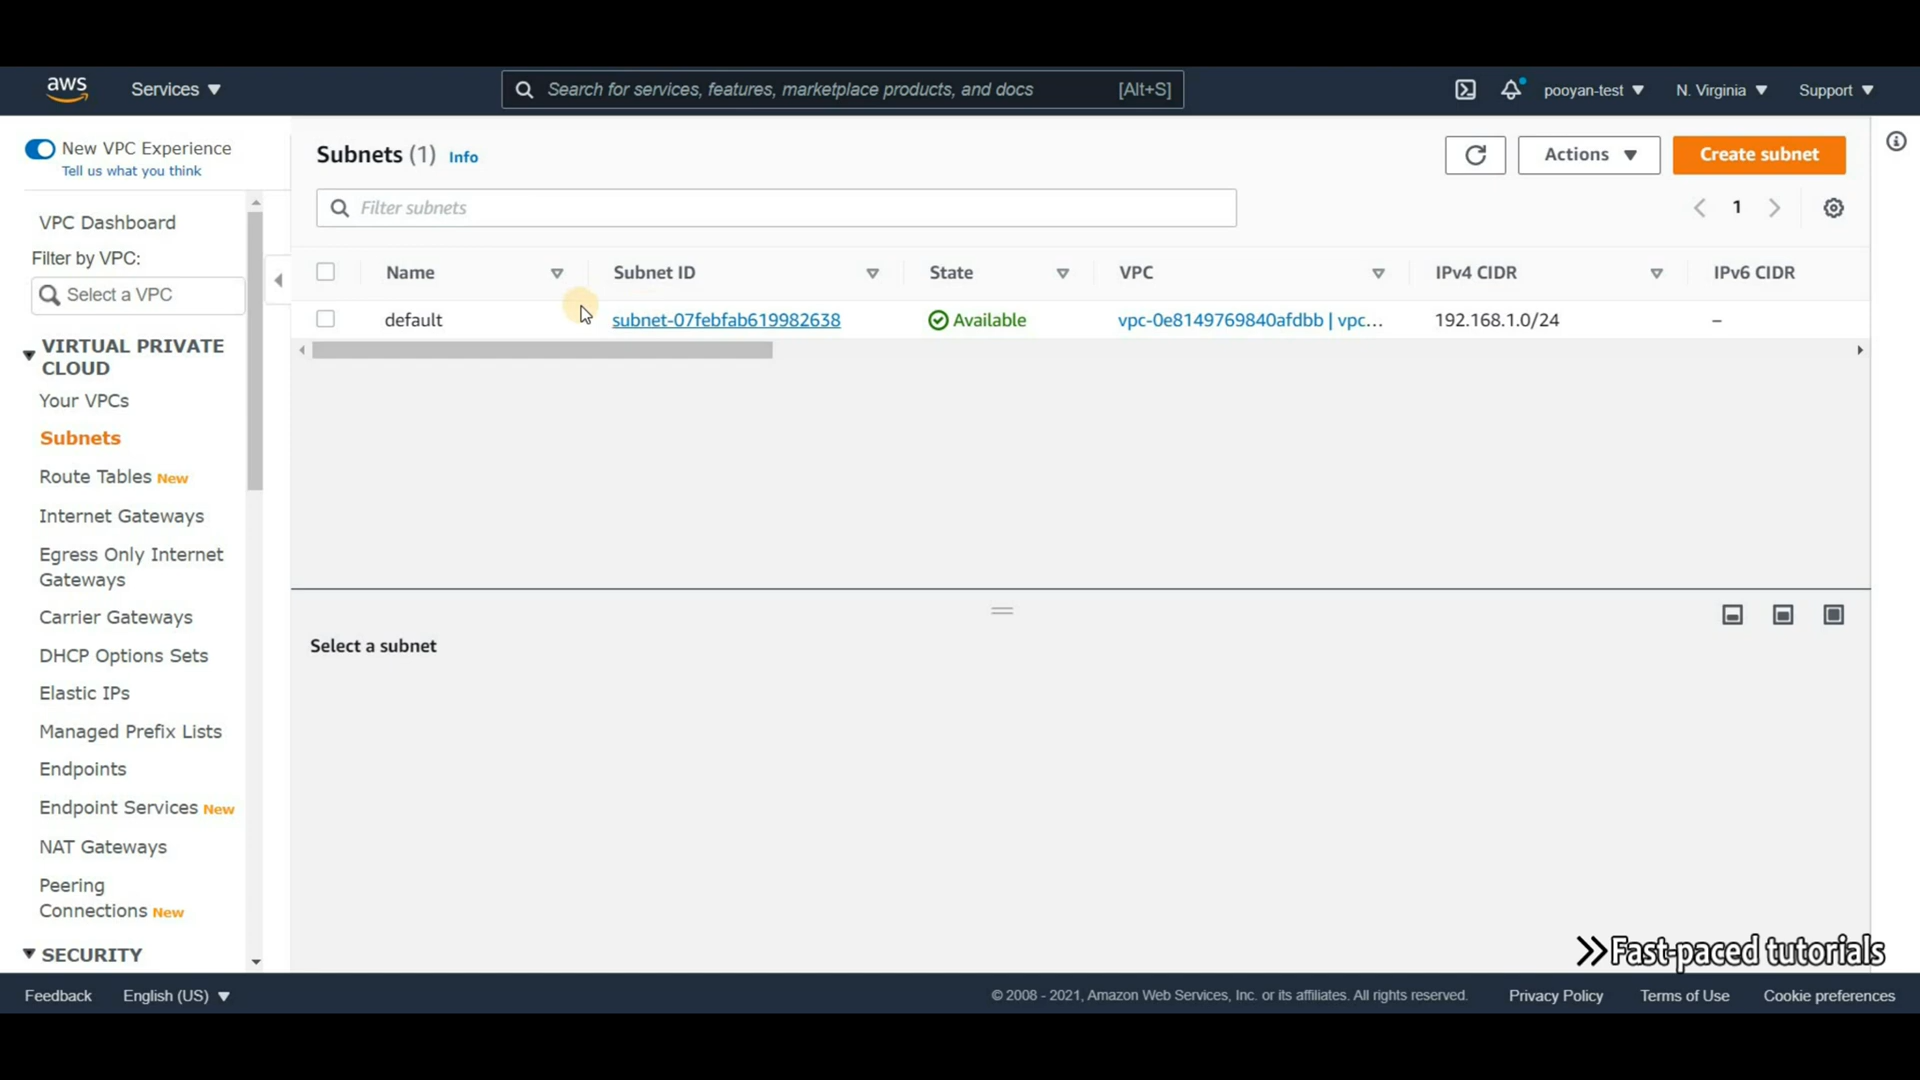 aws
Services
Search for services, features, marketplace products, and docs
[Alt+S]
pooyan-test
N. Virginia
Support
New VPC Experience
Tell us what you think
VPC Dashboard
Filter by VPC:
Select a VPC
VIRTUAL PRIVATE
CLOUD
Your VPCs
Subnets
Route Tables New
Internet Gateways
Egress Only Internet
Gateways
Carrier Gateways
DHCP Options Sets
Elastic IPs
Managed Prefix Lists
Endpoints
Endpoint Services New
NAT Gateways
Peering
Connections New
SECURITY
Subnets (1) Info
Actions
Create subnet
Filter subnets
1
Name Subnet ID State VPC IPv4 CIDR IPv6 CIDR
default subnet-07febfab619982638 Available vpc-0e8149769840afdbb | vpc... 192.168.1.0/24 –
Select a subnet
Fast-paced tutorials
Feedback
English (US)
© 2008 - 2021, Amazon Web Services, Inc. or its affiliates. All rights reserved.
Privacy Policy
Terms of Use
Cookie preferences